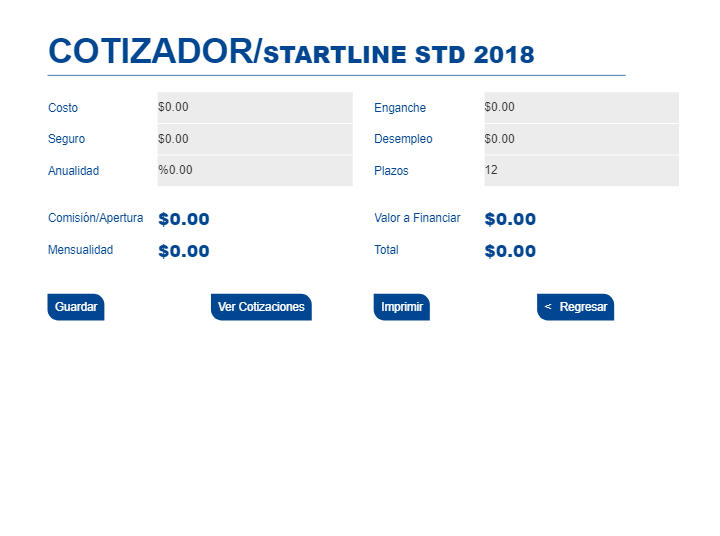 COTIZADOR/STARTLINE STD 2018
Costo $0.00 Enganche $0.00
Seguro $0.00 Desempleo $0.00
Anualidad %0.00 Plazos 12
Comisión/Apertura $0.00 Valor a Financiar $0.00
Mensualidad $0.00 Total $0.00
Guardar Ver Cotizaciones Imprimir < Regresar